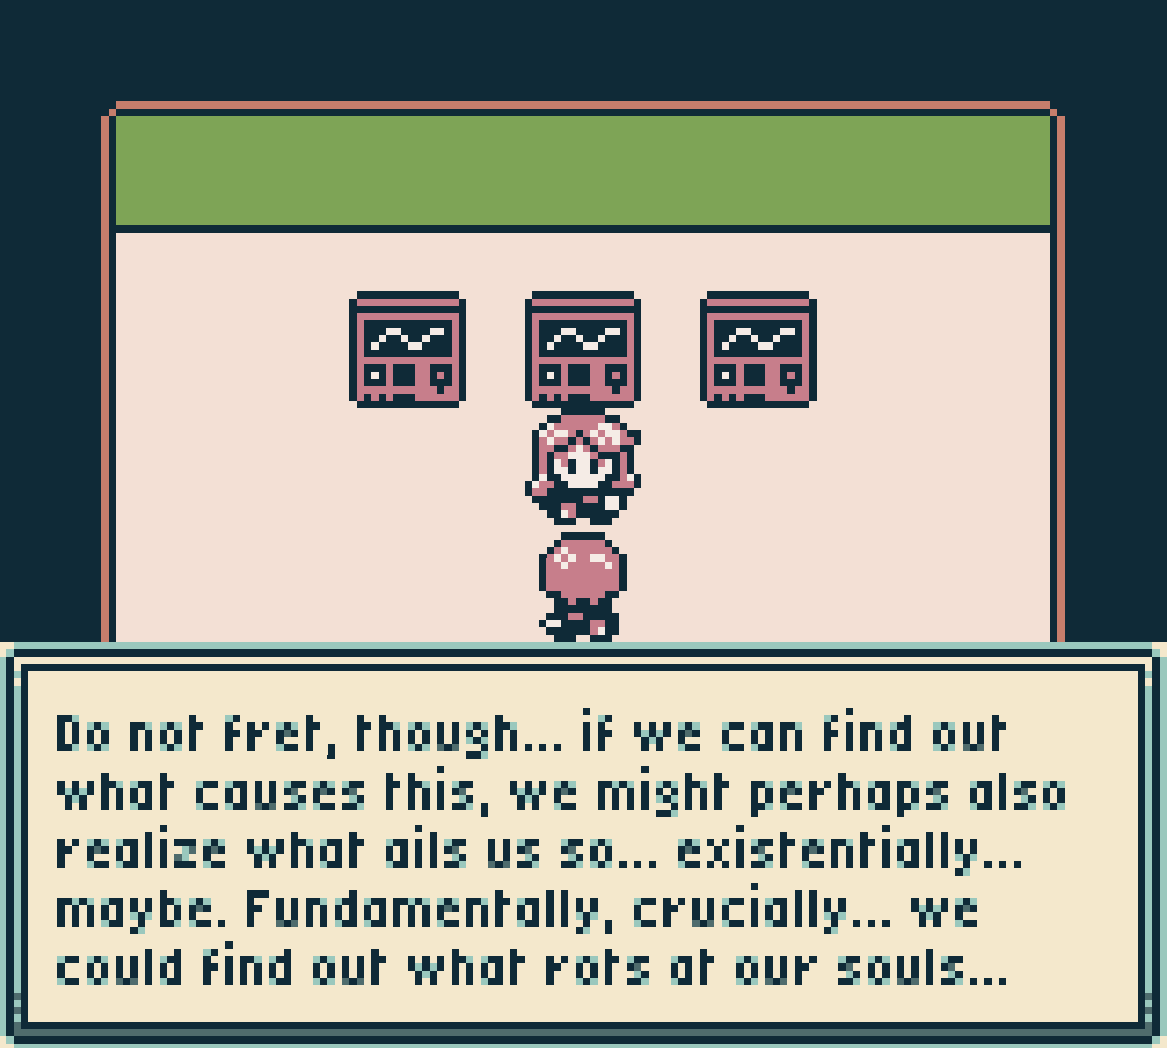 Do not fret, though... if we can find out
what causes this, we might perhaps also
realize what ails us so... existentially...
maybe. Fundamentally, crucially... we
could find out what rots at our souls...